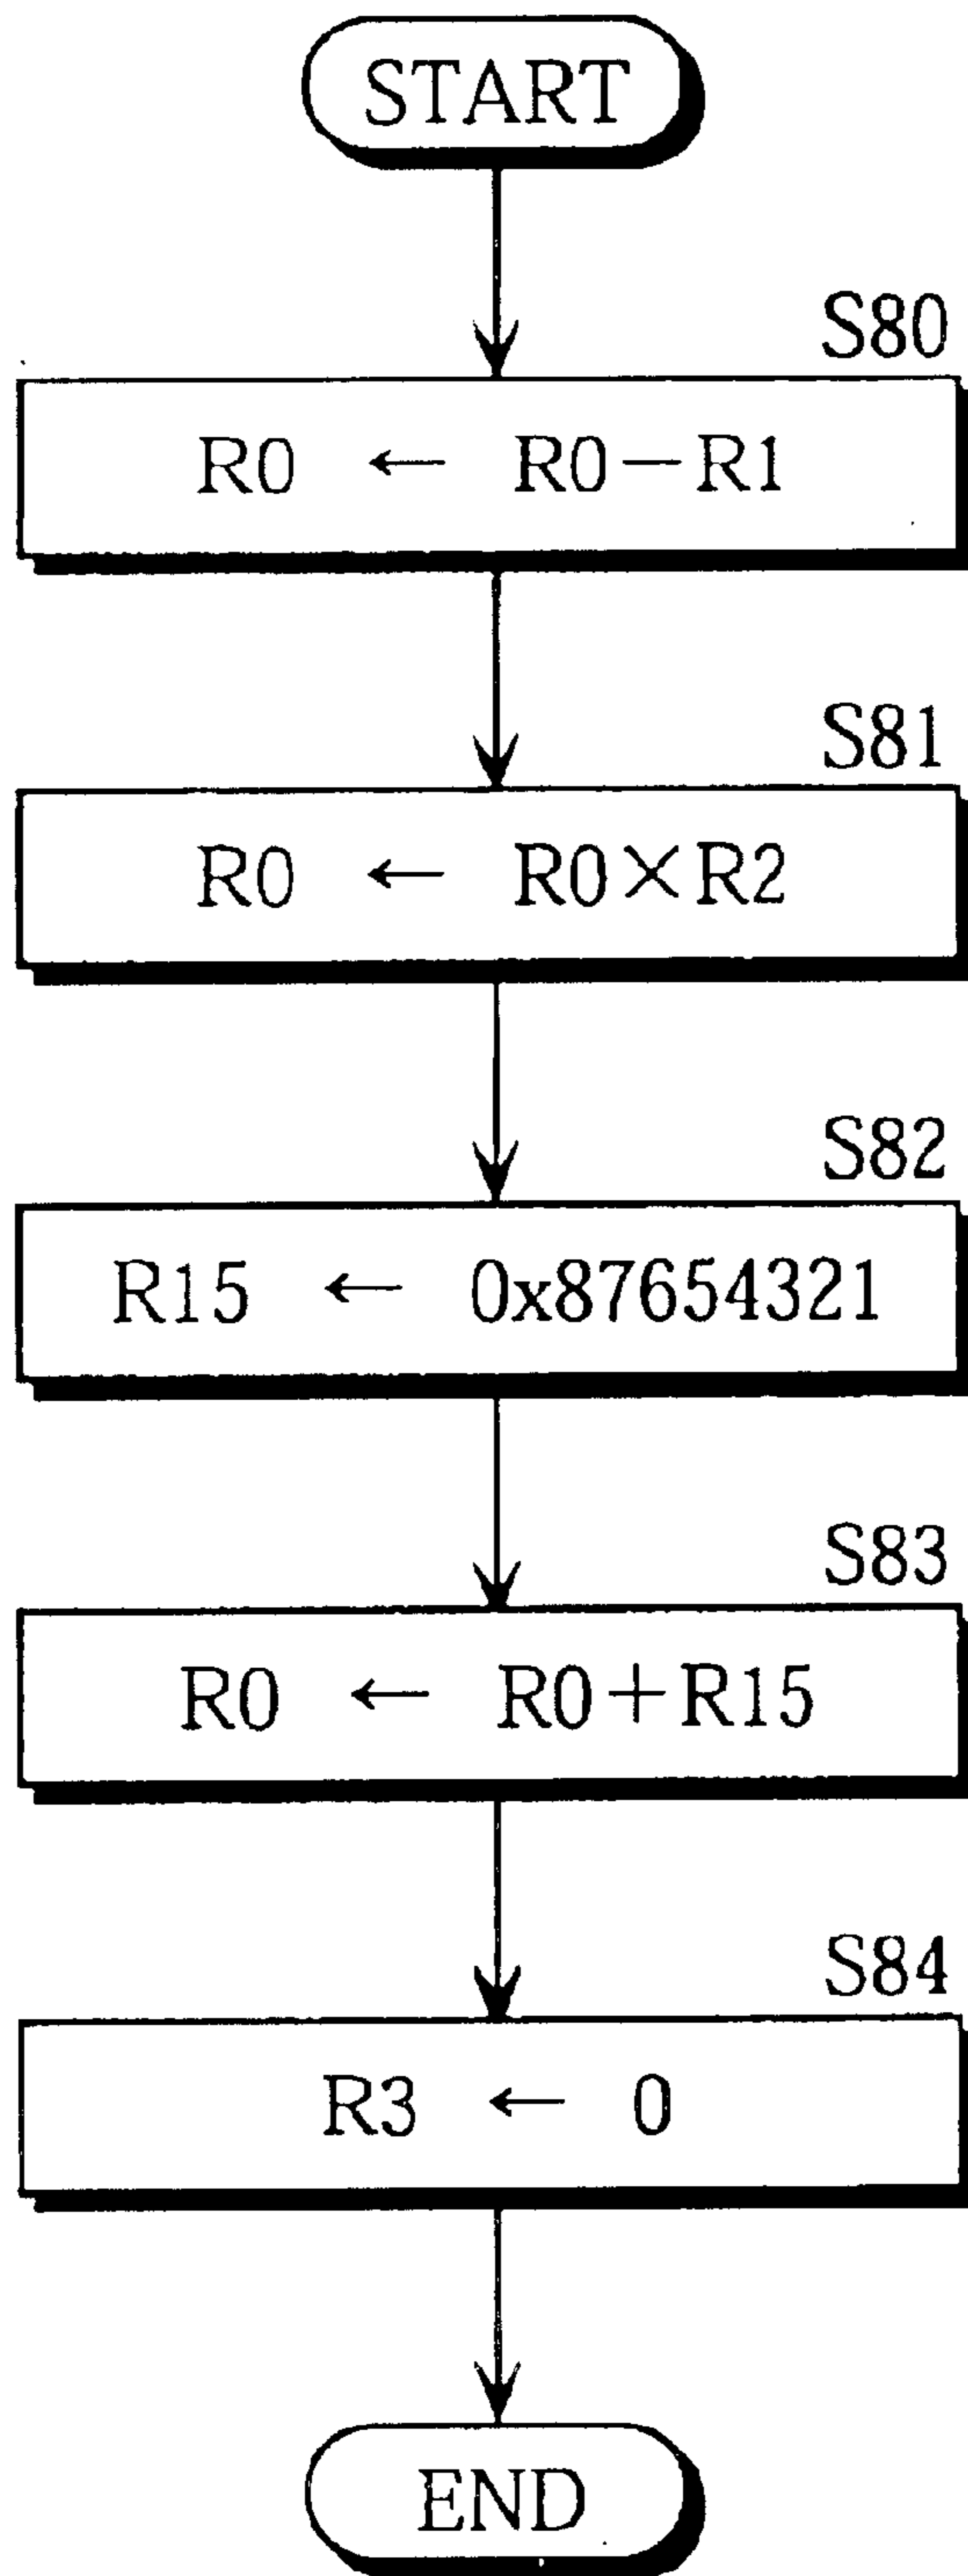 START
S80
R0 ← R0−R1
S81
R0 ← R0×R2
S82
R15 ← 0x87654321
S83
R0 ← R0+R15
S84
R3 ← 0
END